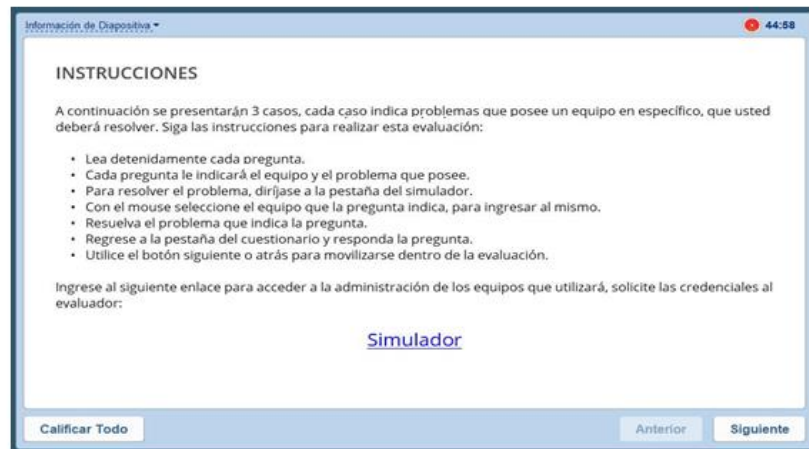 Información de Diapositiva
44:58
INSTRUCCIONES
A continuación se presentarán 3 casos, cada caso indica problemas que posee un equipo en específico, que usted
deberá resolver. Siga las instrucciones para realizar esta evaluación:
• Lea detenidamente cada pregunta.
• Cada pregunta le indicará el equipo y el problema que posee.
• Para resolver el problema, diríjase a la pestaña del simulador.
• Con el mouse seleccione el equipo que la pregunta indica, para ingresar al mismo.
• Resuelva el problema que indica la pregunta.
• Regrese a la pestaña del cuestionario y responda la pregunta.
• Utilice el botón siguiente o atrás para movilizarse dentro de la evaluación.
Ingrese al siguiente enlace para acceder a la administración de los equipos que utilizará, solicite las credenciales al
evaluador:
Simulador
Calificar Todo
Anterior
Siguiente